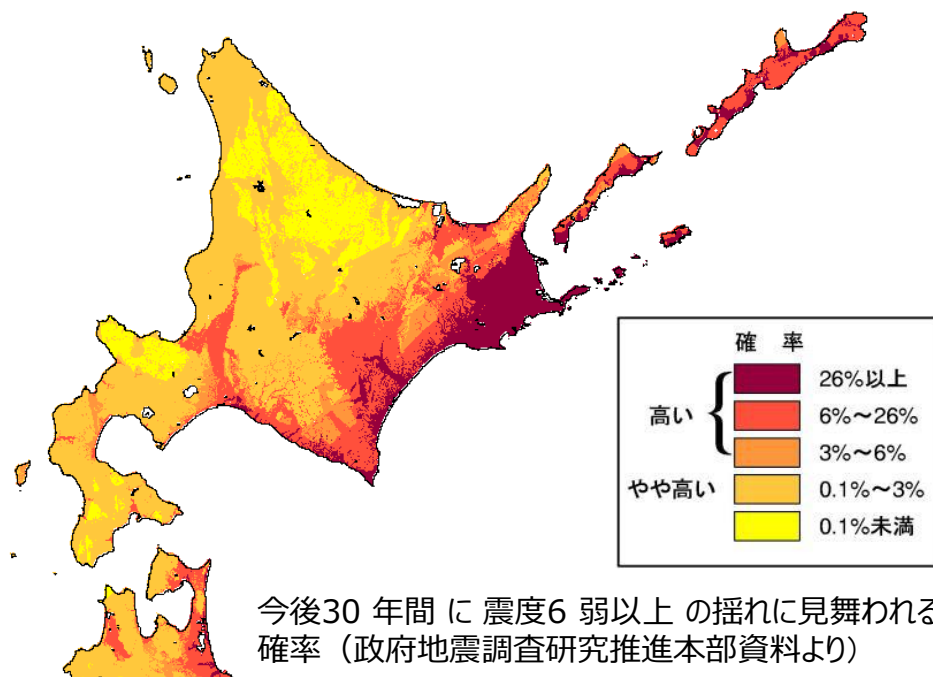 確　率
高い
やや高い
26%以上
6%～26%
3%～6%
0.1%～3%
0.1%未満
今後30 年間 に 震度6 弱以上 の揺れに見舞われる
確率（政府地震調査研究推進本部資料より）